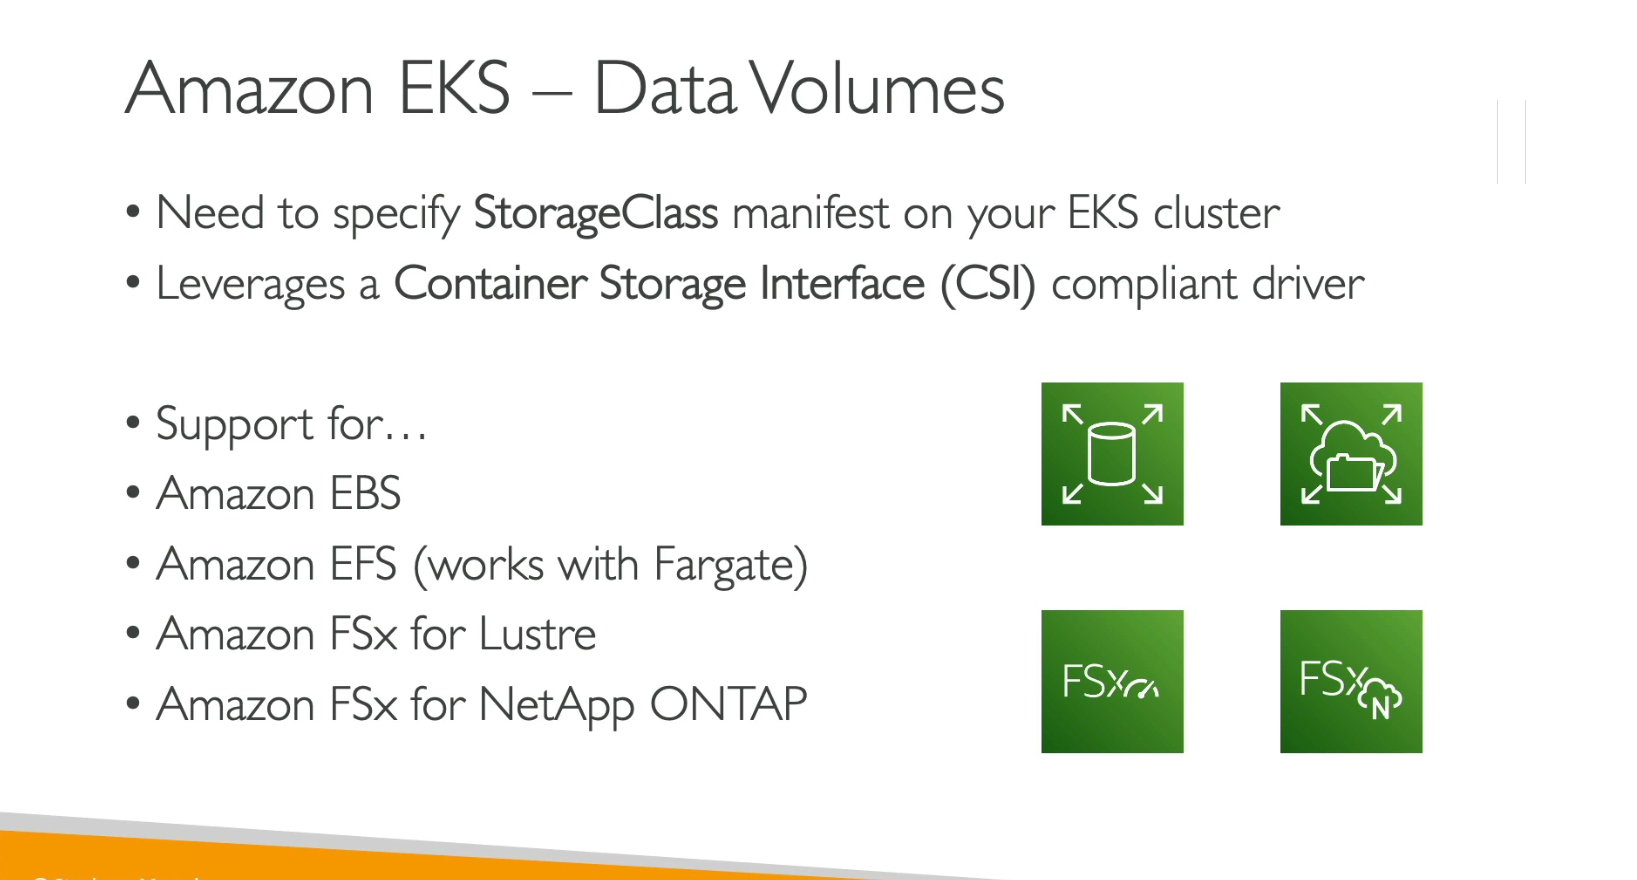 Amazon EKS – Data Volumes
• Need to specify StorageClass manifest on your EKS cluster
• Leverages a Container Storage Interface (CSI) compliant driver
• Support for…
• Amazon EBS
• Amazon EFS (works with Fargate)
• Amazon FSx for Lustre
• Amazon FSx for NetApp ONTAP
FSx
FSx
N